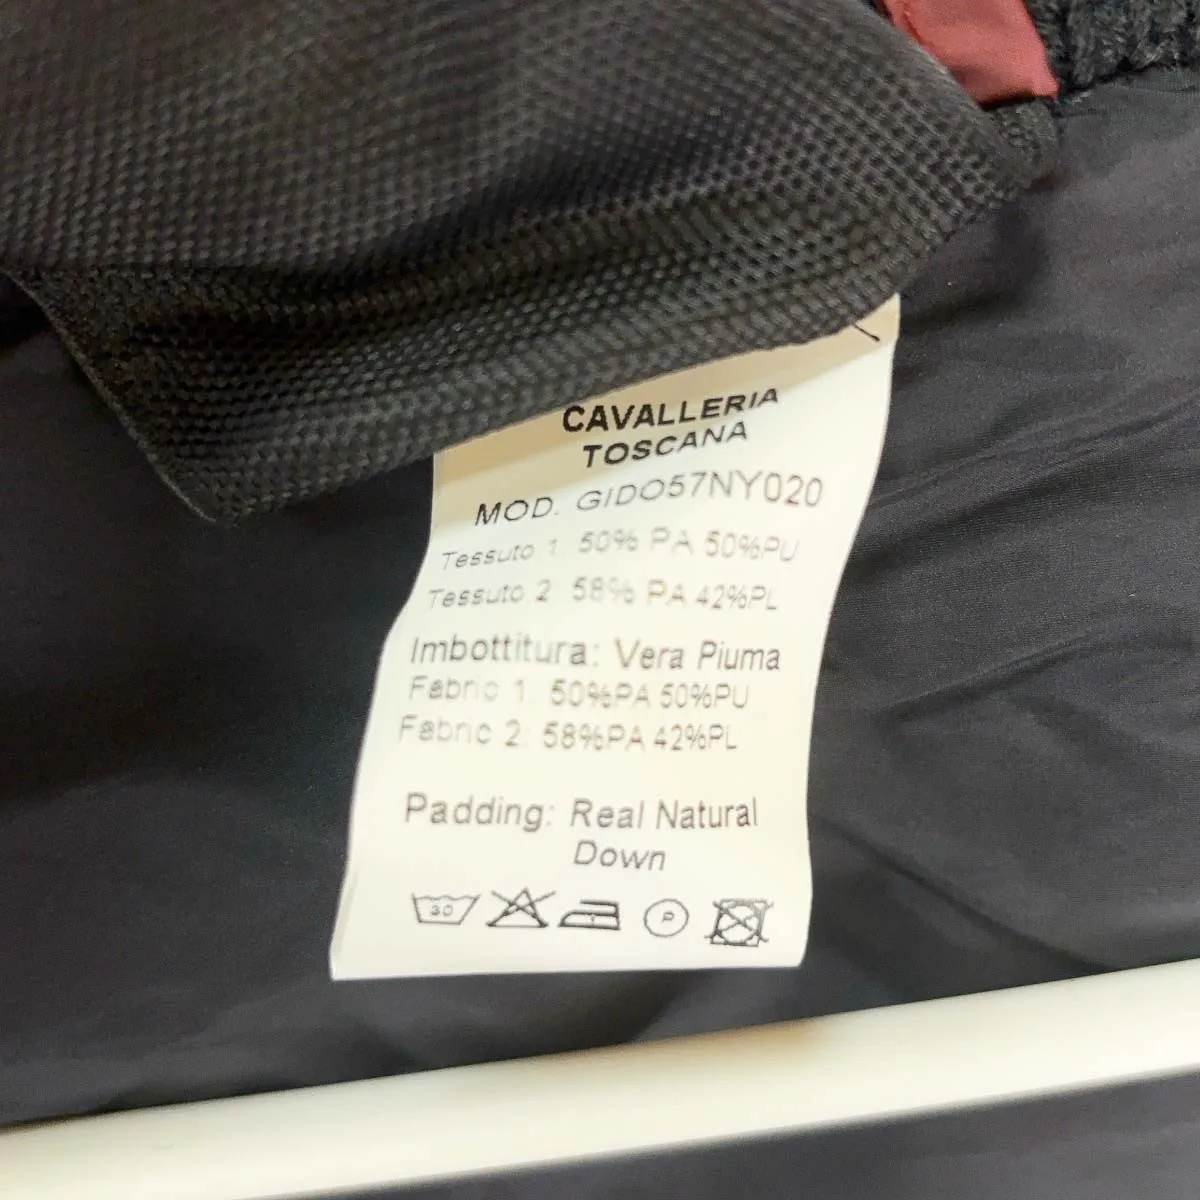 CAVALLERIA
TOSCANA
MOD. GIDO57NY020
Tessuto 1 50% PA 50%PU
Tessuto 2 58% PA 42%PL
Imbottitura: Vera Piuma
Fabric 1 50%PA 50%PU
Fabric 2 58%PA 42%PL
Padding: Real Natural
Down
30 P